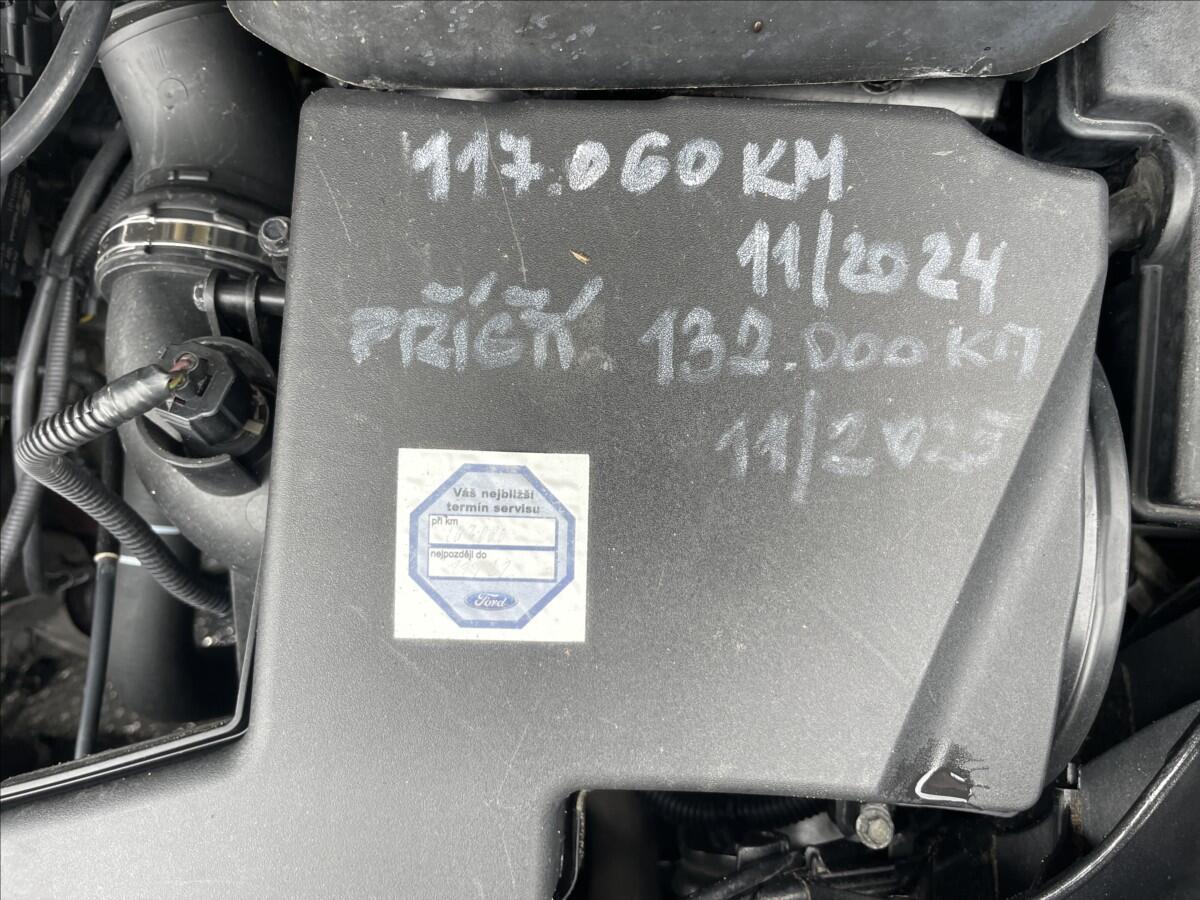 117.060 KM
11/2024
PŘÍŠTÍ 132.000 KM
11/2025
Váš nejbližší
termín servisu
při km
nejpozději do
Ford